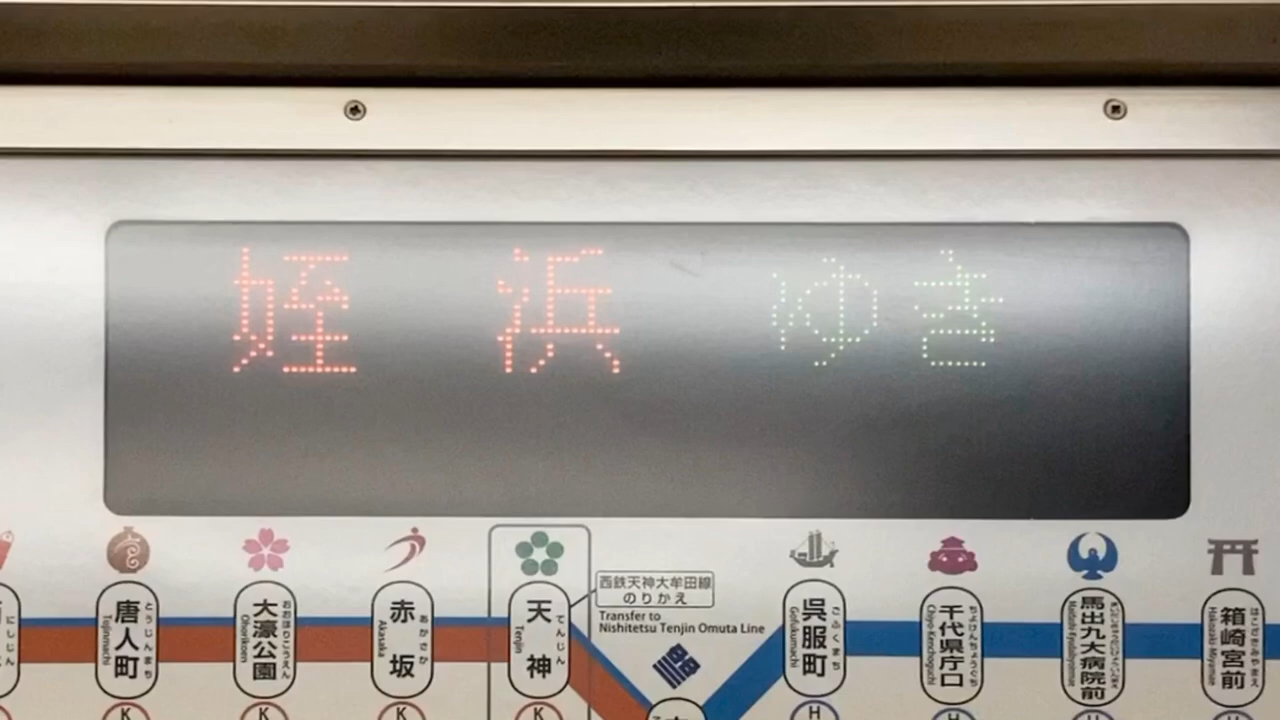 姪 浜 ゆき
西鉄天神大牟田線
のりかえ
Transfer to
Nishitetsu Tenjin Omuta Line
にしじん
唐人町
とうじんまち
Tojinmachi
大濠公園
おおほりこうえん
Ohorikoen
赤坂
あかさか
Akasaka
天神
てんじん
Tenjin
呉服町
ごふくまち
Gofukumachi
千代県庁口
ちよけんちょうぐち
Chiyo-Kenchoguchi
馬出九大病院前
箱崎宮前
はこざきみやまえ
Hakozaki-Miyamae
K
K
K
K
H
H
H